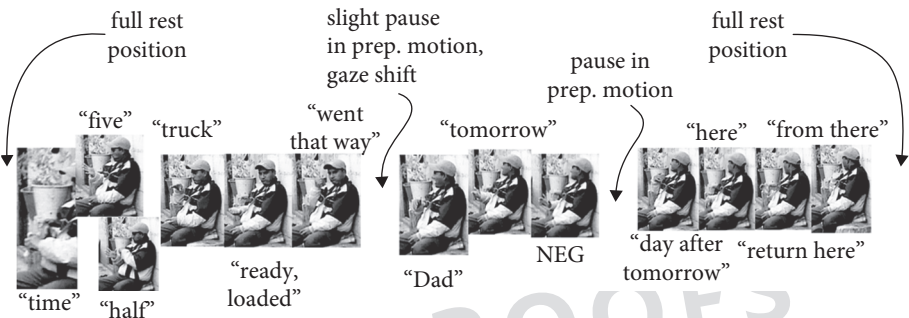 full rest
position
slight pause
in prep. motion,
gaze shift
pause in
prep. motion
full rest
position
“five”
“truck”
“went
that way”
“tomorrow”
“here”
“from there”
“time”
“half”
“ready,
loaded”
“Dad”
NEG
“day after
tomorrow”
“return here”